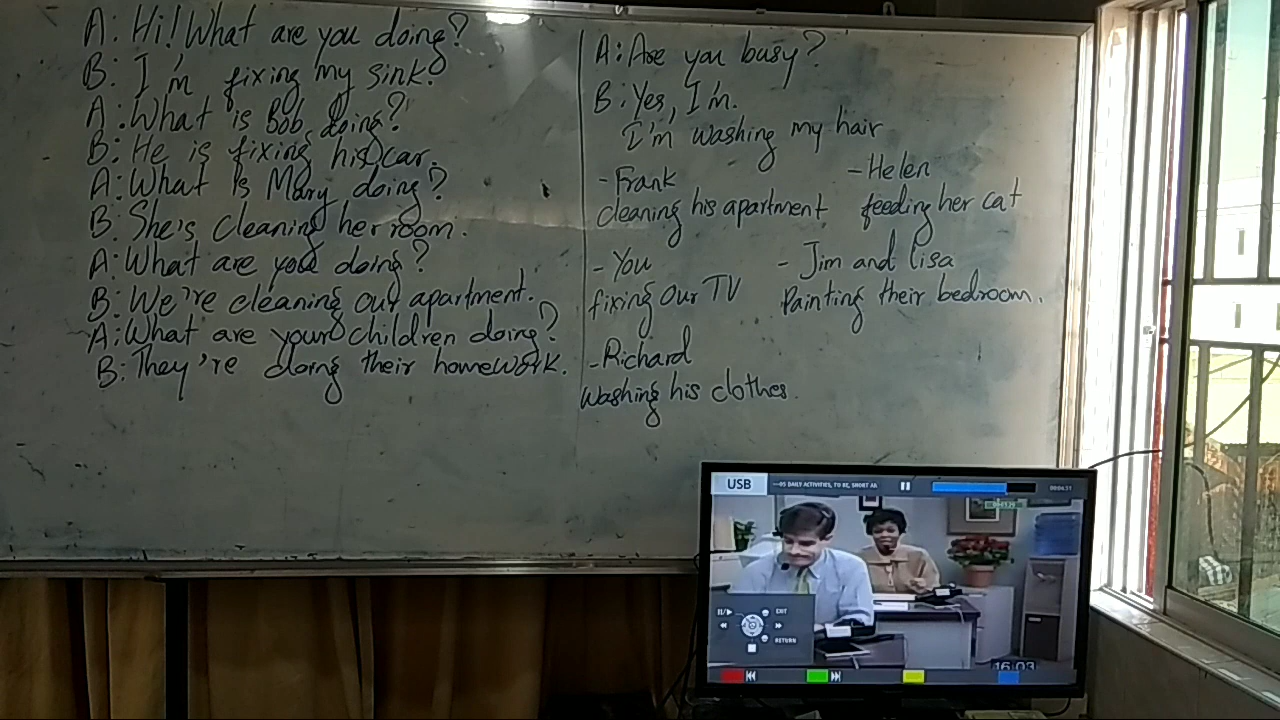 A: Hi! What are you doing?
B: I'm fixing my sink.
A: What is Bob doing?
B: He is fixing his car.
A: What Is Mary doing?
B: She's cleaning her room.
A: What are you doing?
B: We're cleaning our apartment.
A: What are your children doing?
B: They're doing their homework.
A: Are you busy?
B: Yes, I'm.
I'm washing my hair
- Frank
cleaning his apartment
- Helen
feeding her cat
- You
fixing our TV
- Jim and lisa
Painting their bedroom.
- Richard
Washing his clothes.
USB
05 DAILY ACTIVITIES, TO BE, SHORT AN
EXIT
RETURN
16:03